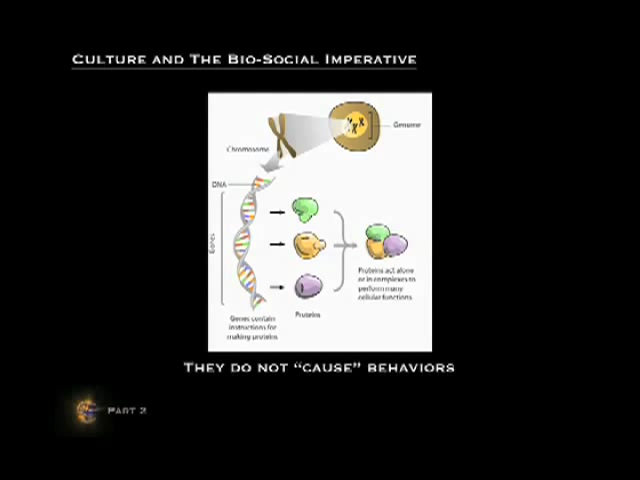 CULTURE AND THE BIO-SOCIAL IMPERATIVE
Genome
Chromosome
DNA
Genes
Proteins act alone
or in complexes to
perform many
cellular functions
Genes contain
instructions for
making proteins
Proteins
THEY DO NOT “CAUSE” BEHAVIORS
PART 2